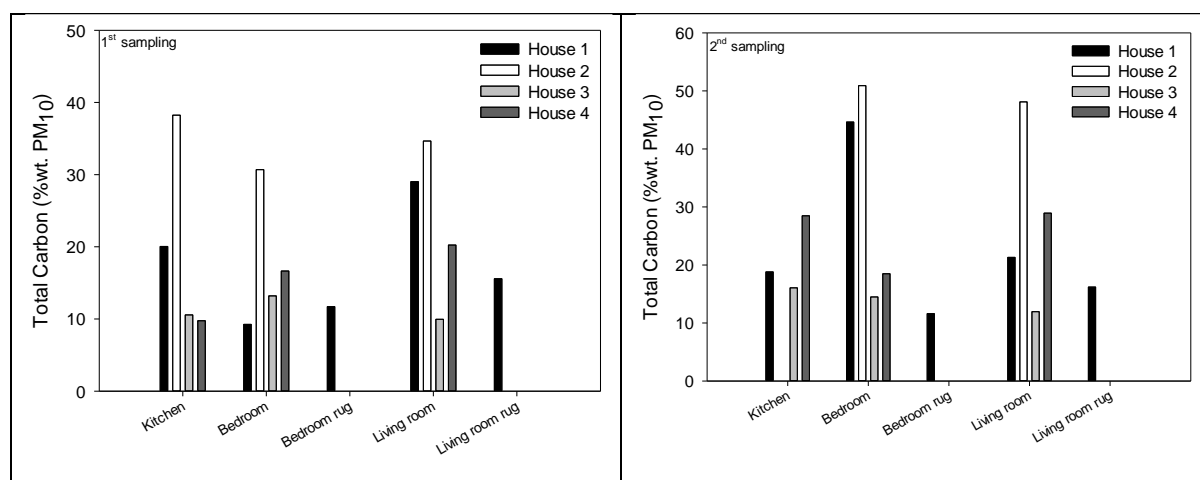 1st sampling
House 1
House 2
House 3
House 4
Total Carbon (%wt. PM10)
50
40
30
20
10
0
Kitchen
Bedroom
Bedroom rug
Living room
Living room rug
2nd sampling
House 1
House 2
House 3
House 4
Total Carbon (%wt. PM10)
60
50
40
30
20
10
0
Kitchen
Bedroom
Bedroom rug
Living room
Living room rug